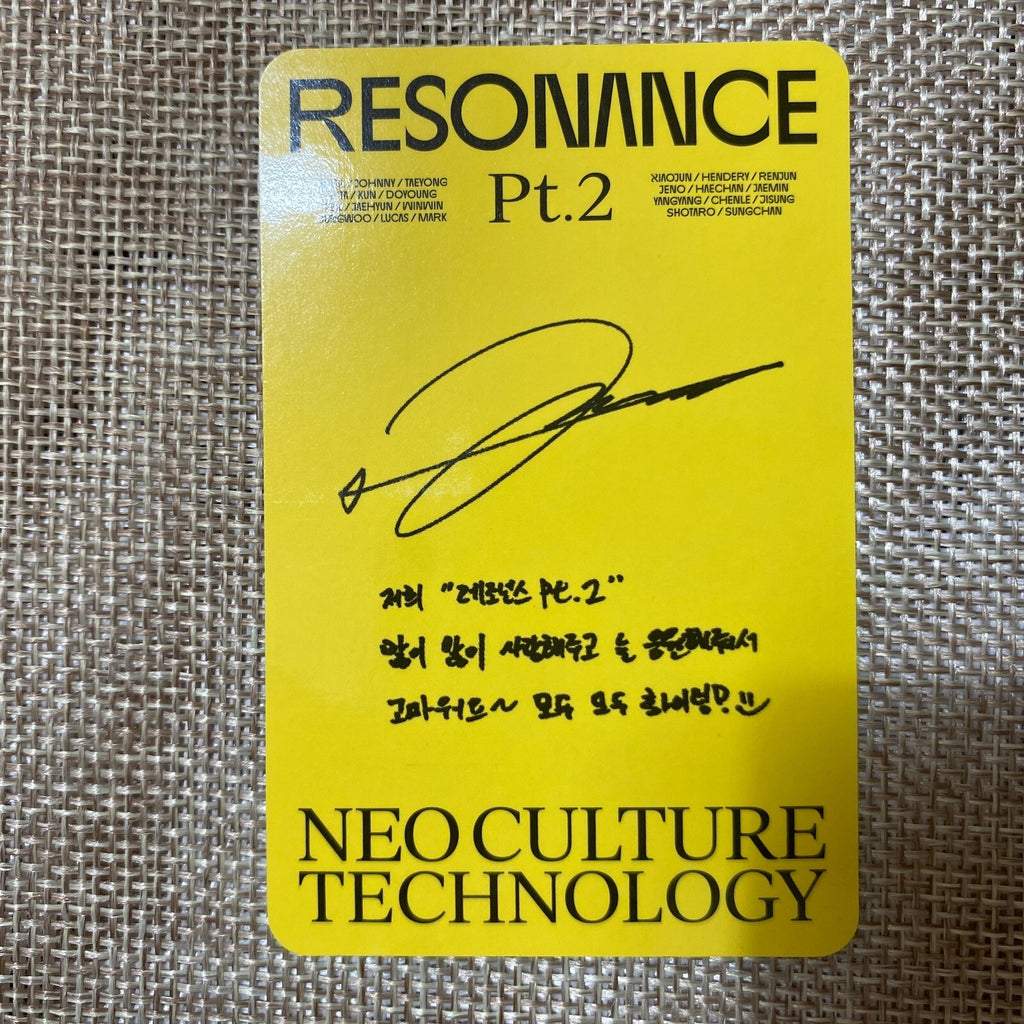 RESONANCE
Pt.2
JOHNNY / TAEYONG
KUN / DOYOUNG
JAEHYUN / WINWIN
JUNGWOO / LUCAS / MARK
XIAOJUN / HENDERY / RENJUN
JENO / HAECHAN / JAEMIN
YANGYANG / CHENLE / JISUNG
SHOTARO / SUNGCHAN
저희 "레조넌스 Pt.2"
많이 많이 사랑해주고 늘 응원해줘서
고마워요~ 모두 모두 화이팅!
NEO CULTURE
TECHNOLOGY